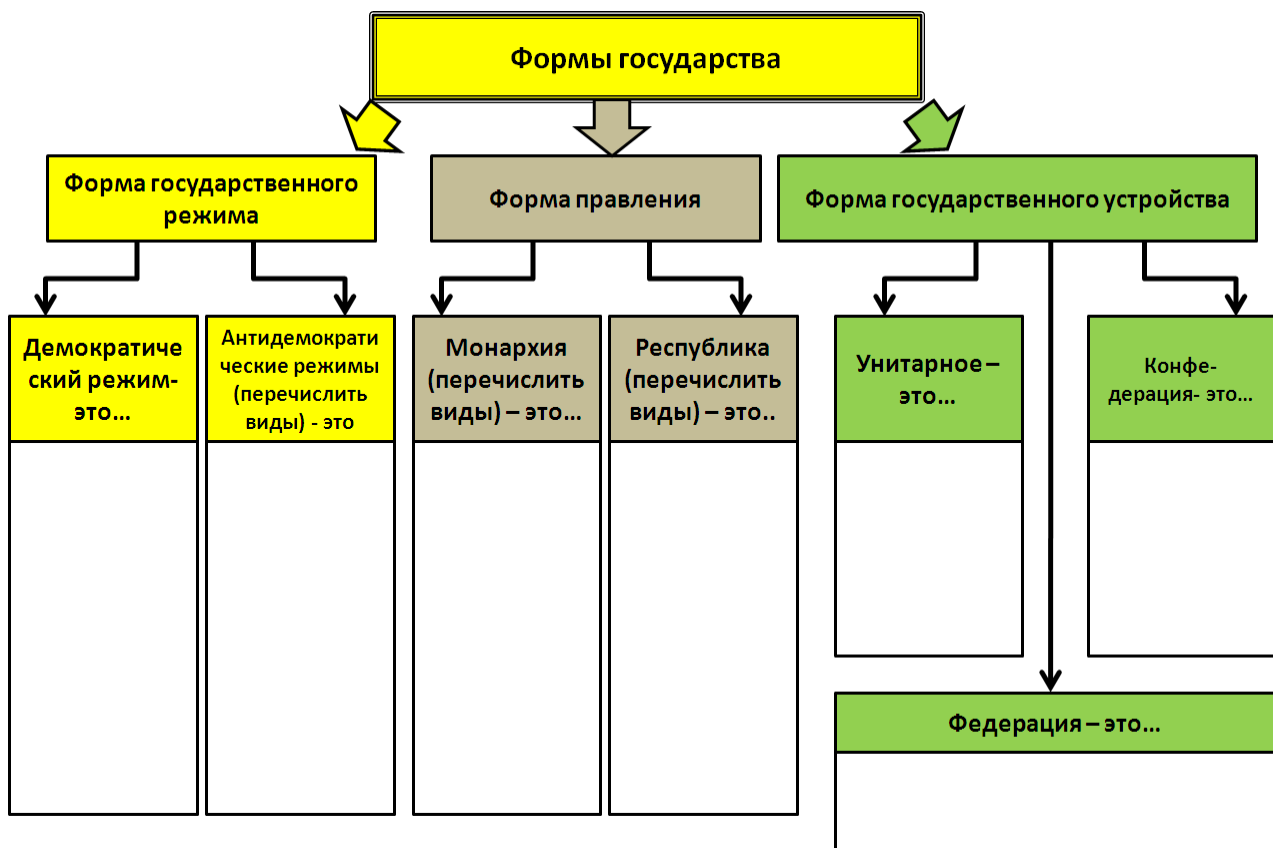 Формы государства
Форма государственного
режима
Форма правления
Форма государственного устройства
Демократиче
ский режим-
это...
Антидемократи
ческие режимы
(перечислить
виды) - это
Монархия
(перечислить
виды) – это...
Республика
(перечислить
виды) – это..
Унитарное –
это...
Конфе-
дерация- это...
Федерация – это...